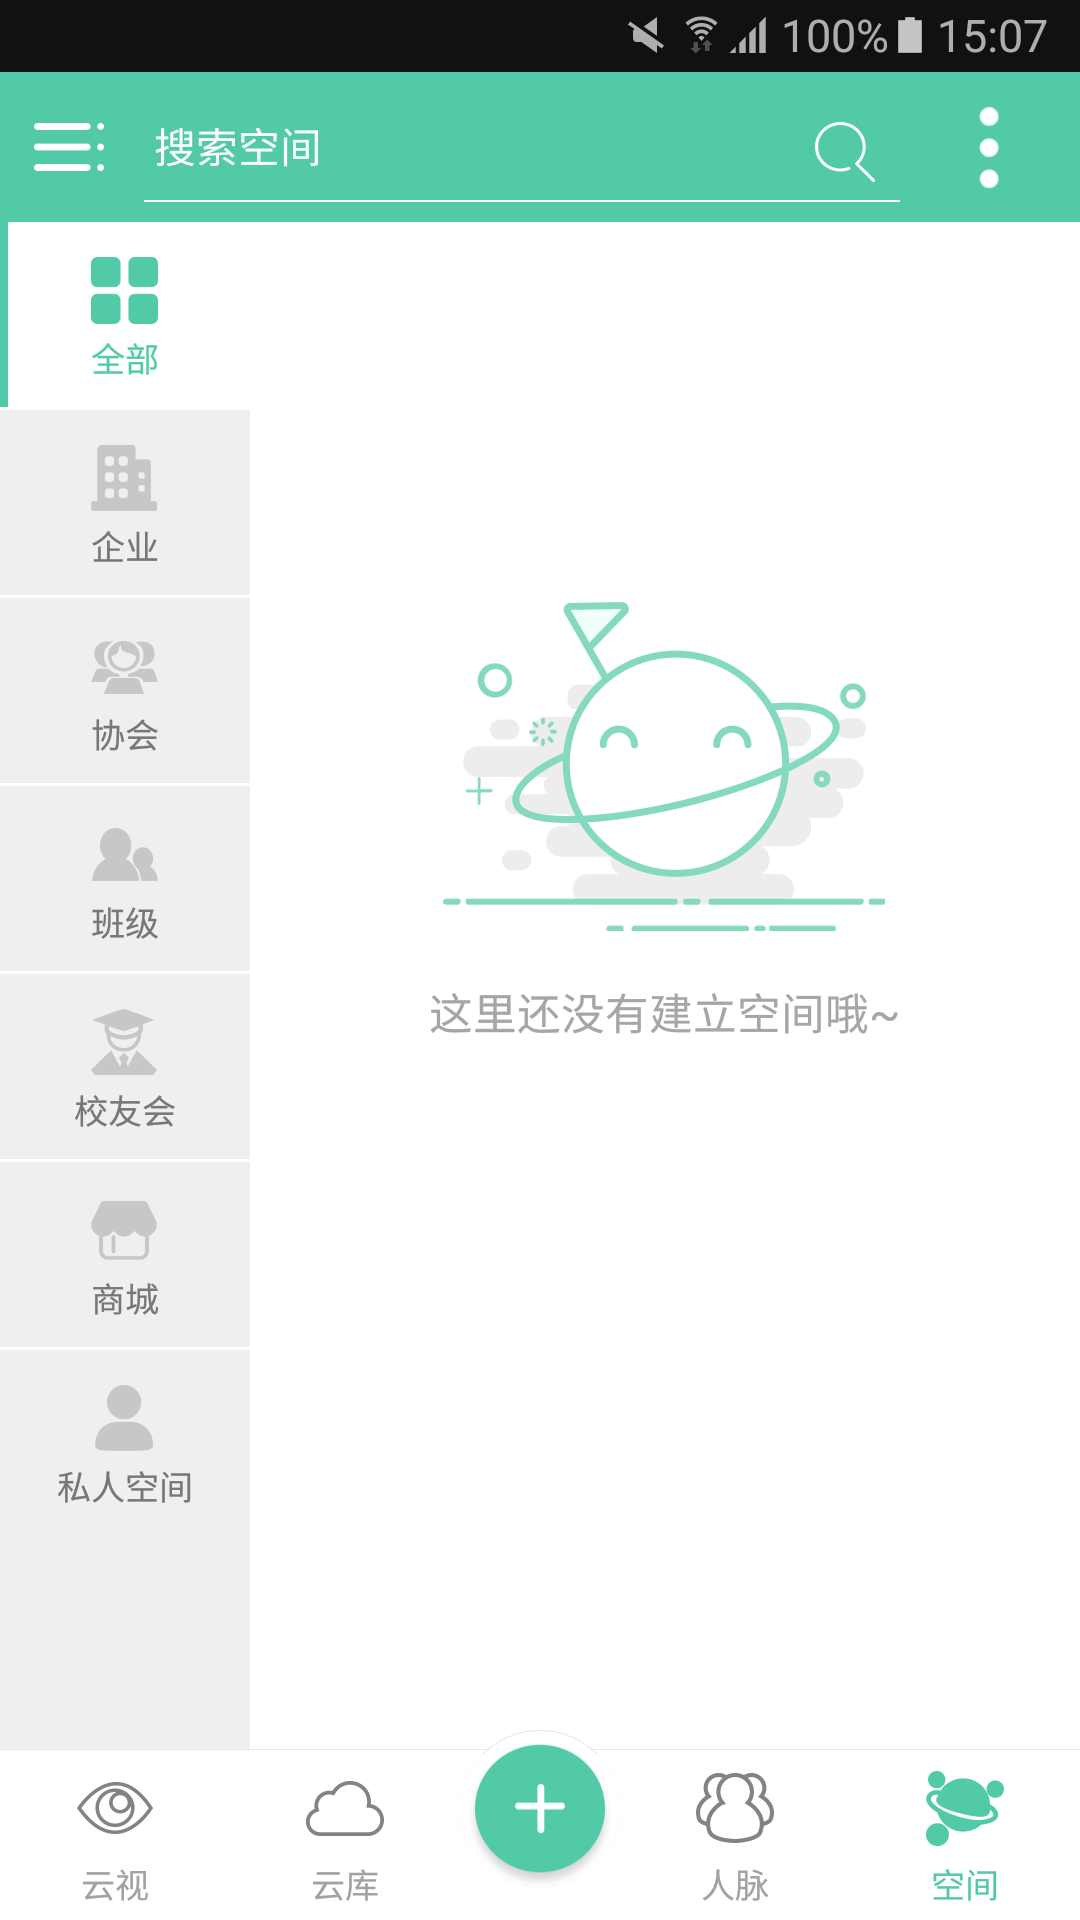 100% 15:07
搜索空间
全部
企业
协会
班级
校友会
商城
私人空间
这里还没有建立空间哦~
云视
云库
人脉
空间